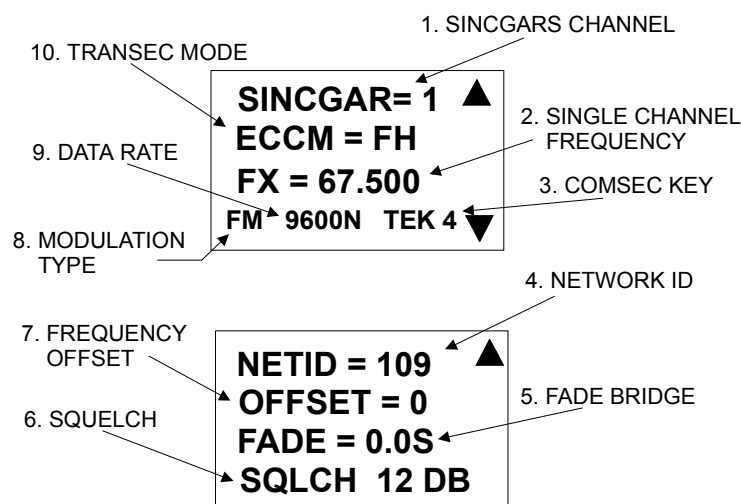 1. SINCGARS CHANNEL
10. TRANSEC MODE
SINCGAR= 1
ECCM = FH
2. SINGLE CHANNEL
FREQUENCY
9. DATA RATE
FX = 67.500
3. COMSEC KEY
FM 9600N TEK 4
8. MODULATION
TYPE
4. NETWORK ID
7. FREQUENCY
OFFSET
NETID = 109
OFFSET = 0
5. FADE BRIDGE
6. SQUELCH
FADE = 0.0S
SQLCH 12 DB